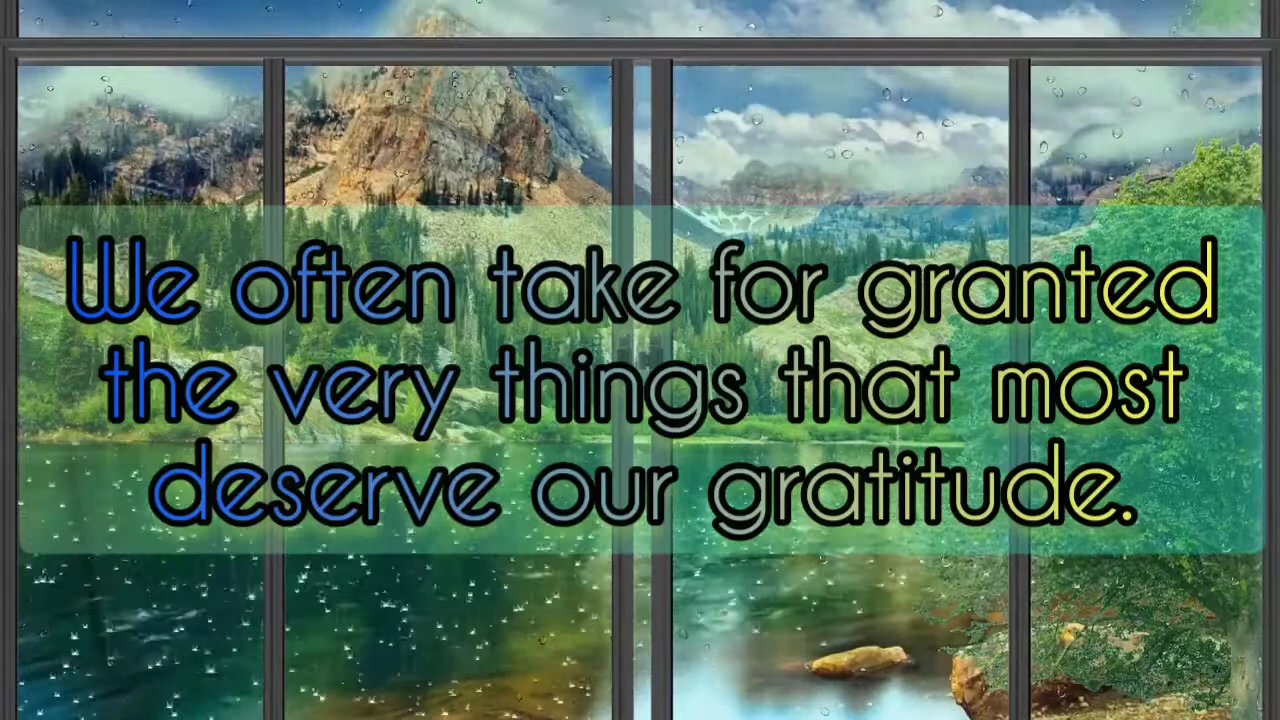 We often take for granted
the very things that most
deserve our gratitude.